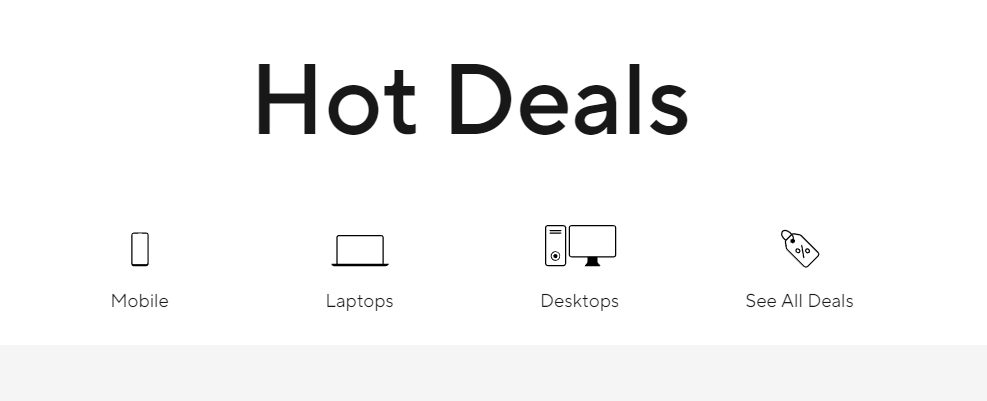 Hot Deals
Mobile
Laptops
Desktops
See All Deals
%